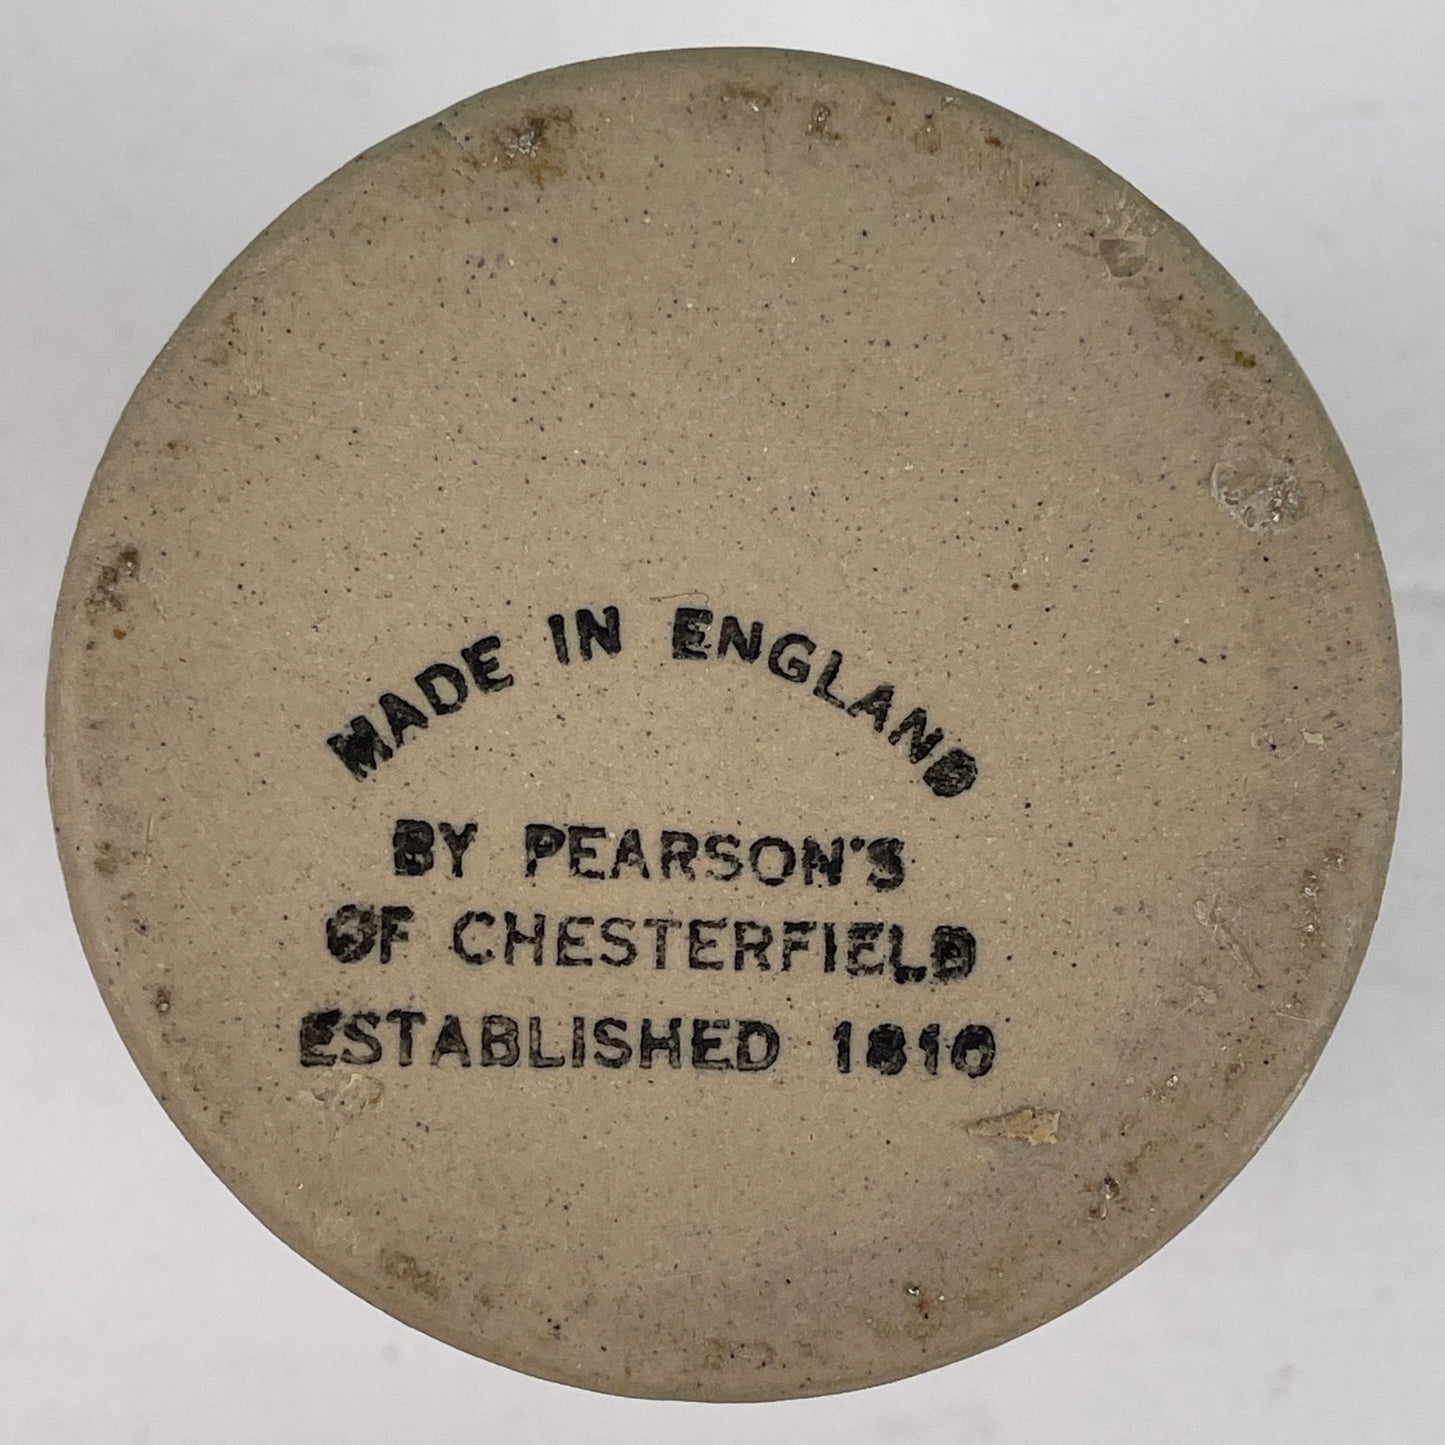 MADE IN ENGLAND
BY PEARSON'S
OF CHESTERFIELD
ESTABLISHED 1810